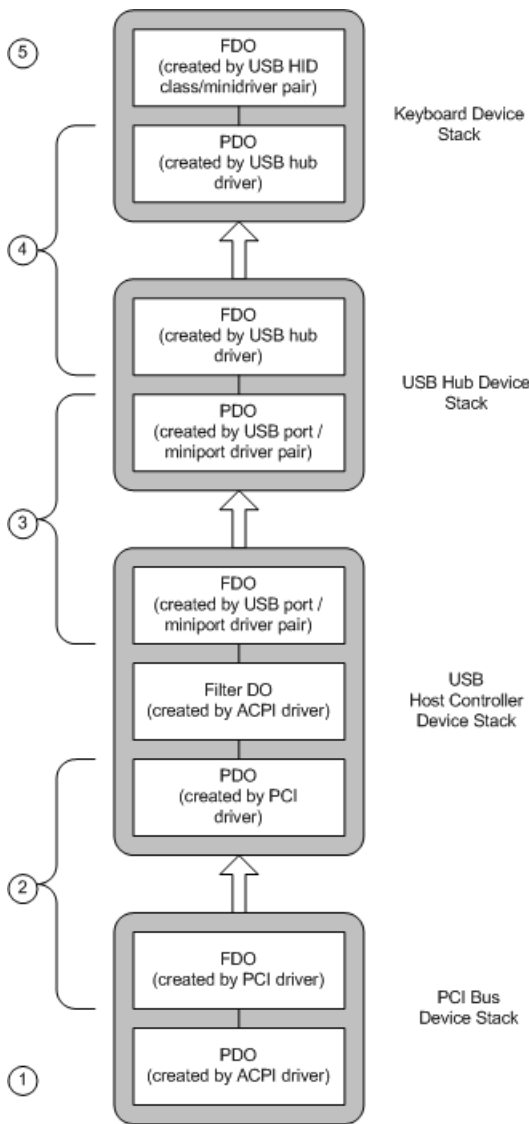 5
FDO
(created by USB HID
class/minidriver pair)
PDO
(created by USB hub
driver)
Keyboard Device
Stack
4
FDO
(created by USB hub
driver)
PDO
(created by USB port /
miniport driver pair)
USB Hub Device
Stack
3
FDO
(created by USB port /
miniport driver pair)
Filter DO
(created by ACPI driver)
PDO
(created by PCI
driver)
USB
Host Controller
Device Stack
2
FDO
(created by PCI driver)
PDO
(created by ACPI driver)
PCI Bus
Device Stack
1